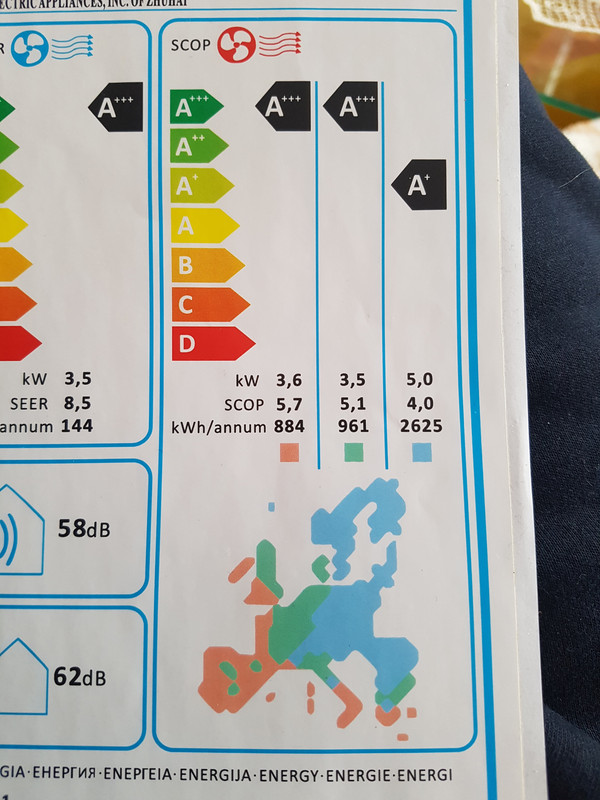 ECTRIC APPLIANCES, INC. OF ZHUHAI
R
SCOP
A+++
A+++
A+++
A+++
A++
A+
A+
A
B
C
D
kW 3,5
SEER 8,5
annum 144
kW 3,6 3,5 5,0
SCOP 5,7 5,1 4,0
kWh/annum 884 961 2625
58dB
62dB
GIA·ЕНЕРГИЯ·ΕΝΕΡΓΕΙΑ·ENERGIJA·ENERGY·ENERGIE·ENERGI